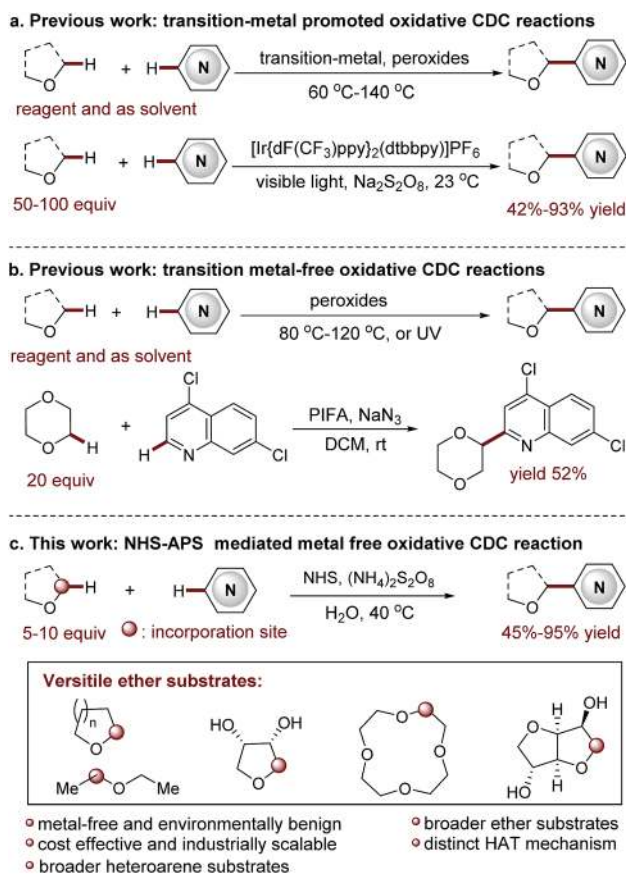 a. Previous work: transition-metal promoted oxidative CDC reactions
O H + H N transition-metal, peroxides O N
60 °C-140 °C
reagent and as solvent
O H + H N [Ir{dF(CF3)ppy}2(dtbbpy)]PF6 O N
visible light, Na2S2O8, 23 °C
50-100 equiv 42%-93% yield
b. Previous work: transition metal-free oxidative CDC reactions
O H + H N peroxides O N
80 °C-120 °C, or UV
reagent and as solvent
O O H + H N Cl Cl PIFA, NaN3 O O N Cl Cl
DCM, rt
20 equiv yield 52%
c. This work: NHS-APS mediated metal free oxidative CDC reaction
O H + H N NHS, (NH4)2S2O8 O N
H2O, 40 °C
5-10 equiv : incorporation site 45%-95% yield
Versitile ether substrates:
n O
Me O Me
HO OH O
O O O O
OH H O O H HO
metal-free and environmentally benign
cost effective and industrially scalable
broader heteroarene substrates
broader ether substrates
distinct HAT mechanism